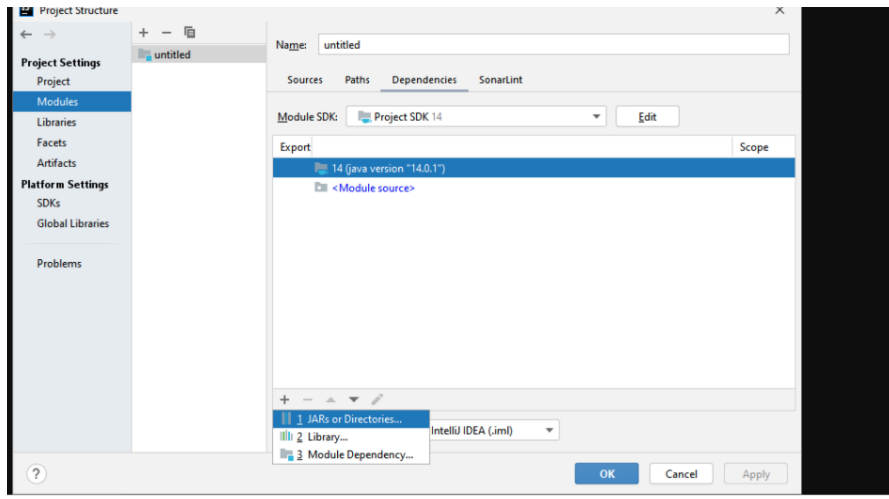 Project Structure
Name: untitled
Project Settings
Project
Modules
Libraries
Facets
Artifacts
Platform Settings
SDKs
Global Libraries
Problems
untitled
Sources Paths Dependencies SonarLint
Module SDK: Project SDK 14 Edit
Export Scope
14 (java version "14.0.1")
<Module source>
1 JARs or Directories...
2 Library...
3 Module Dependency...
IntelliJ IDEA (.iml)
? OK Cancel Apply